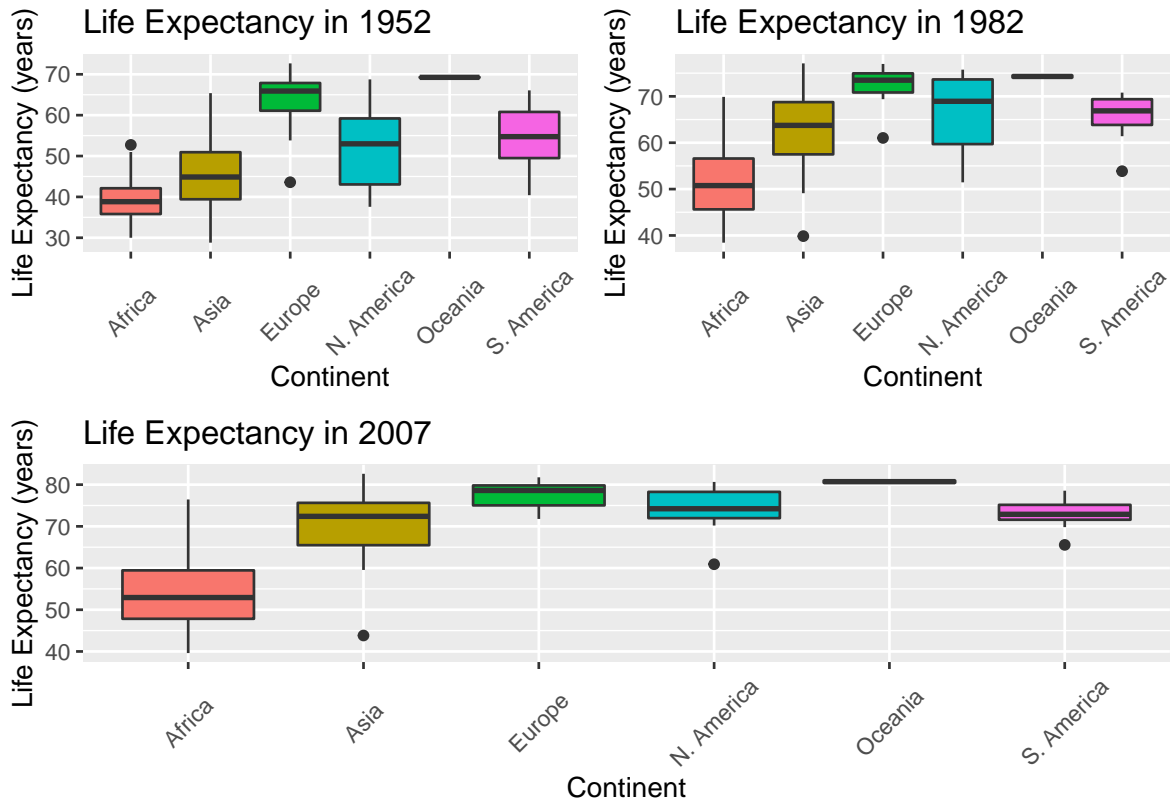 Life Expectancy in 1952
Life Expectancy (years)
70
60
50
40
30
Africa
Asia
Europe
N. America
Oceania
S. America
Continent
Life Expectancy in 1982
Life Expectancy (years)
70
60
50
40
Africa
Asia
Europe
N. America
Oceania
S. America
Continent
Life Expectancy in 2007
Life Expectancy (years)
80
70
60
50
40
Africa
Asia
Europe
N. America
Oceania
S. America
Continent